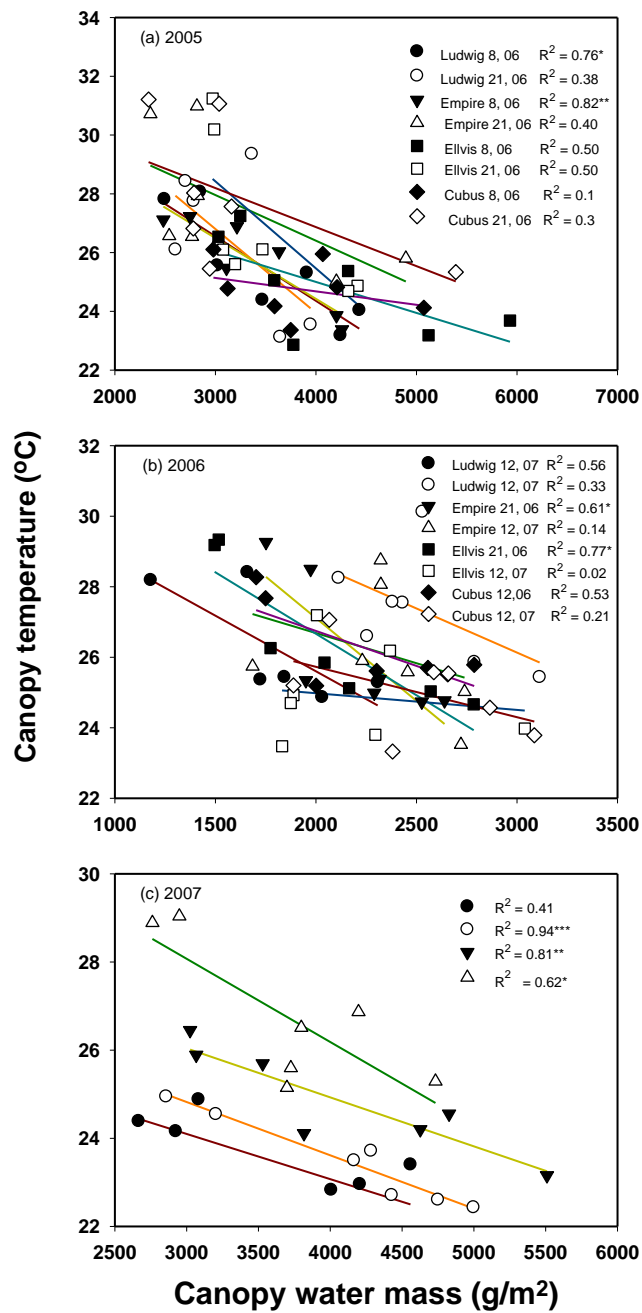 34
32
30
28
26
24
22
(a) 2005
Ludwig 8, 06 R2 = 0.76*
Ludwig 21, 06 R2 = 0.38
Empire 8, 06 R2 = 0.82**
Empire 21, 06 R2 = 0.40
Ellvis 8, 06 R2 = 0.50
Ellvis 21, 06 R2 = 0.50
Cubus 8, 06 R2 = 0.1
Cubus 21, 06 R2 = 0.3
2000 3000 4000 5000 6000 7000
Canopy temperature (ºC)
32
30
28
26
24
22
(b) 2006
Ludwig 12, 07 R2 = 0.56
Ludwig 12, 07 R2 = 0.33
Empire 21, 06 R2 = 0.61*
Empire 12, 07 R2 = 0.14
Ellvis 21, 06 R2 = 0.77*
Ellvis 12, 07 R2 = 0.02
Cubus 12,06 R2 = 0.53
Cubus 12, 07 R2 = 0.21
1000 1500 2000 2500 3000 3500
30
28
26
24
22
(c) 2007
R2 = 0.41
R2 = 0.94***
R2 = 0.81**
R2 = 0.62*
2500 3000 3500 4000 4500 5000 5500 6000
Canopy water mass (g/m2)